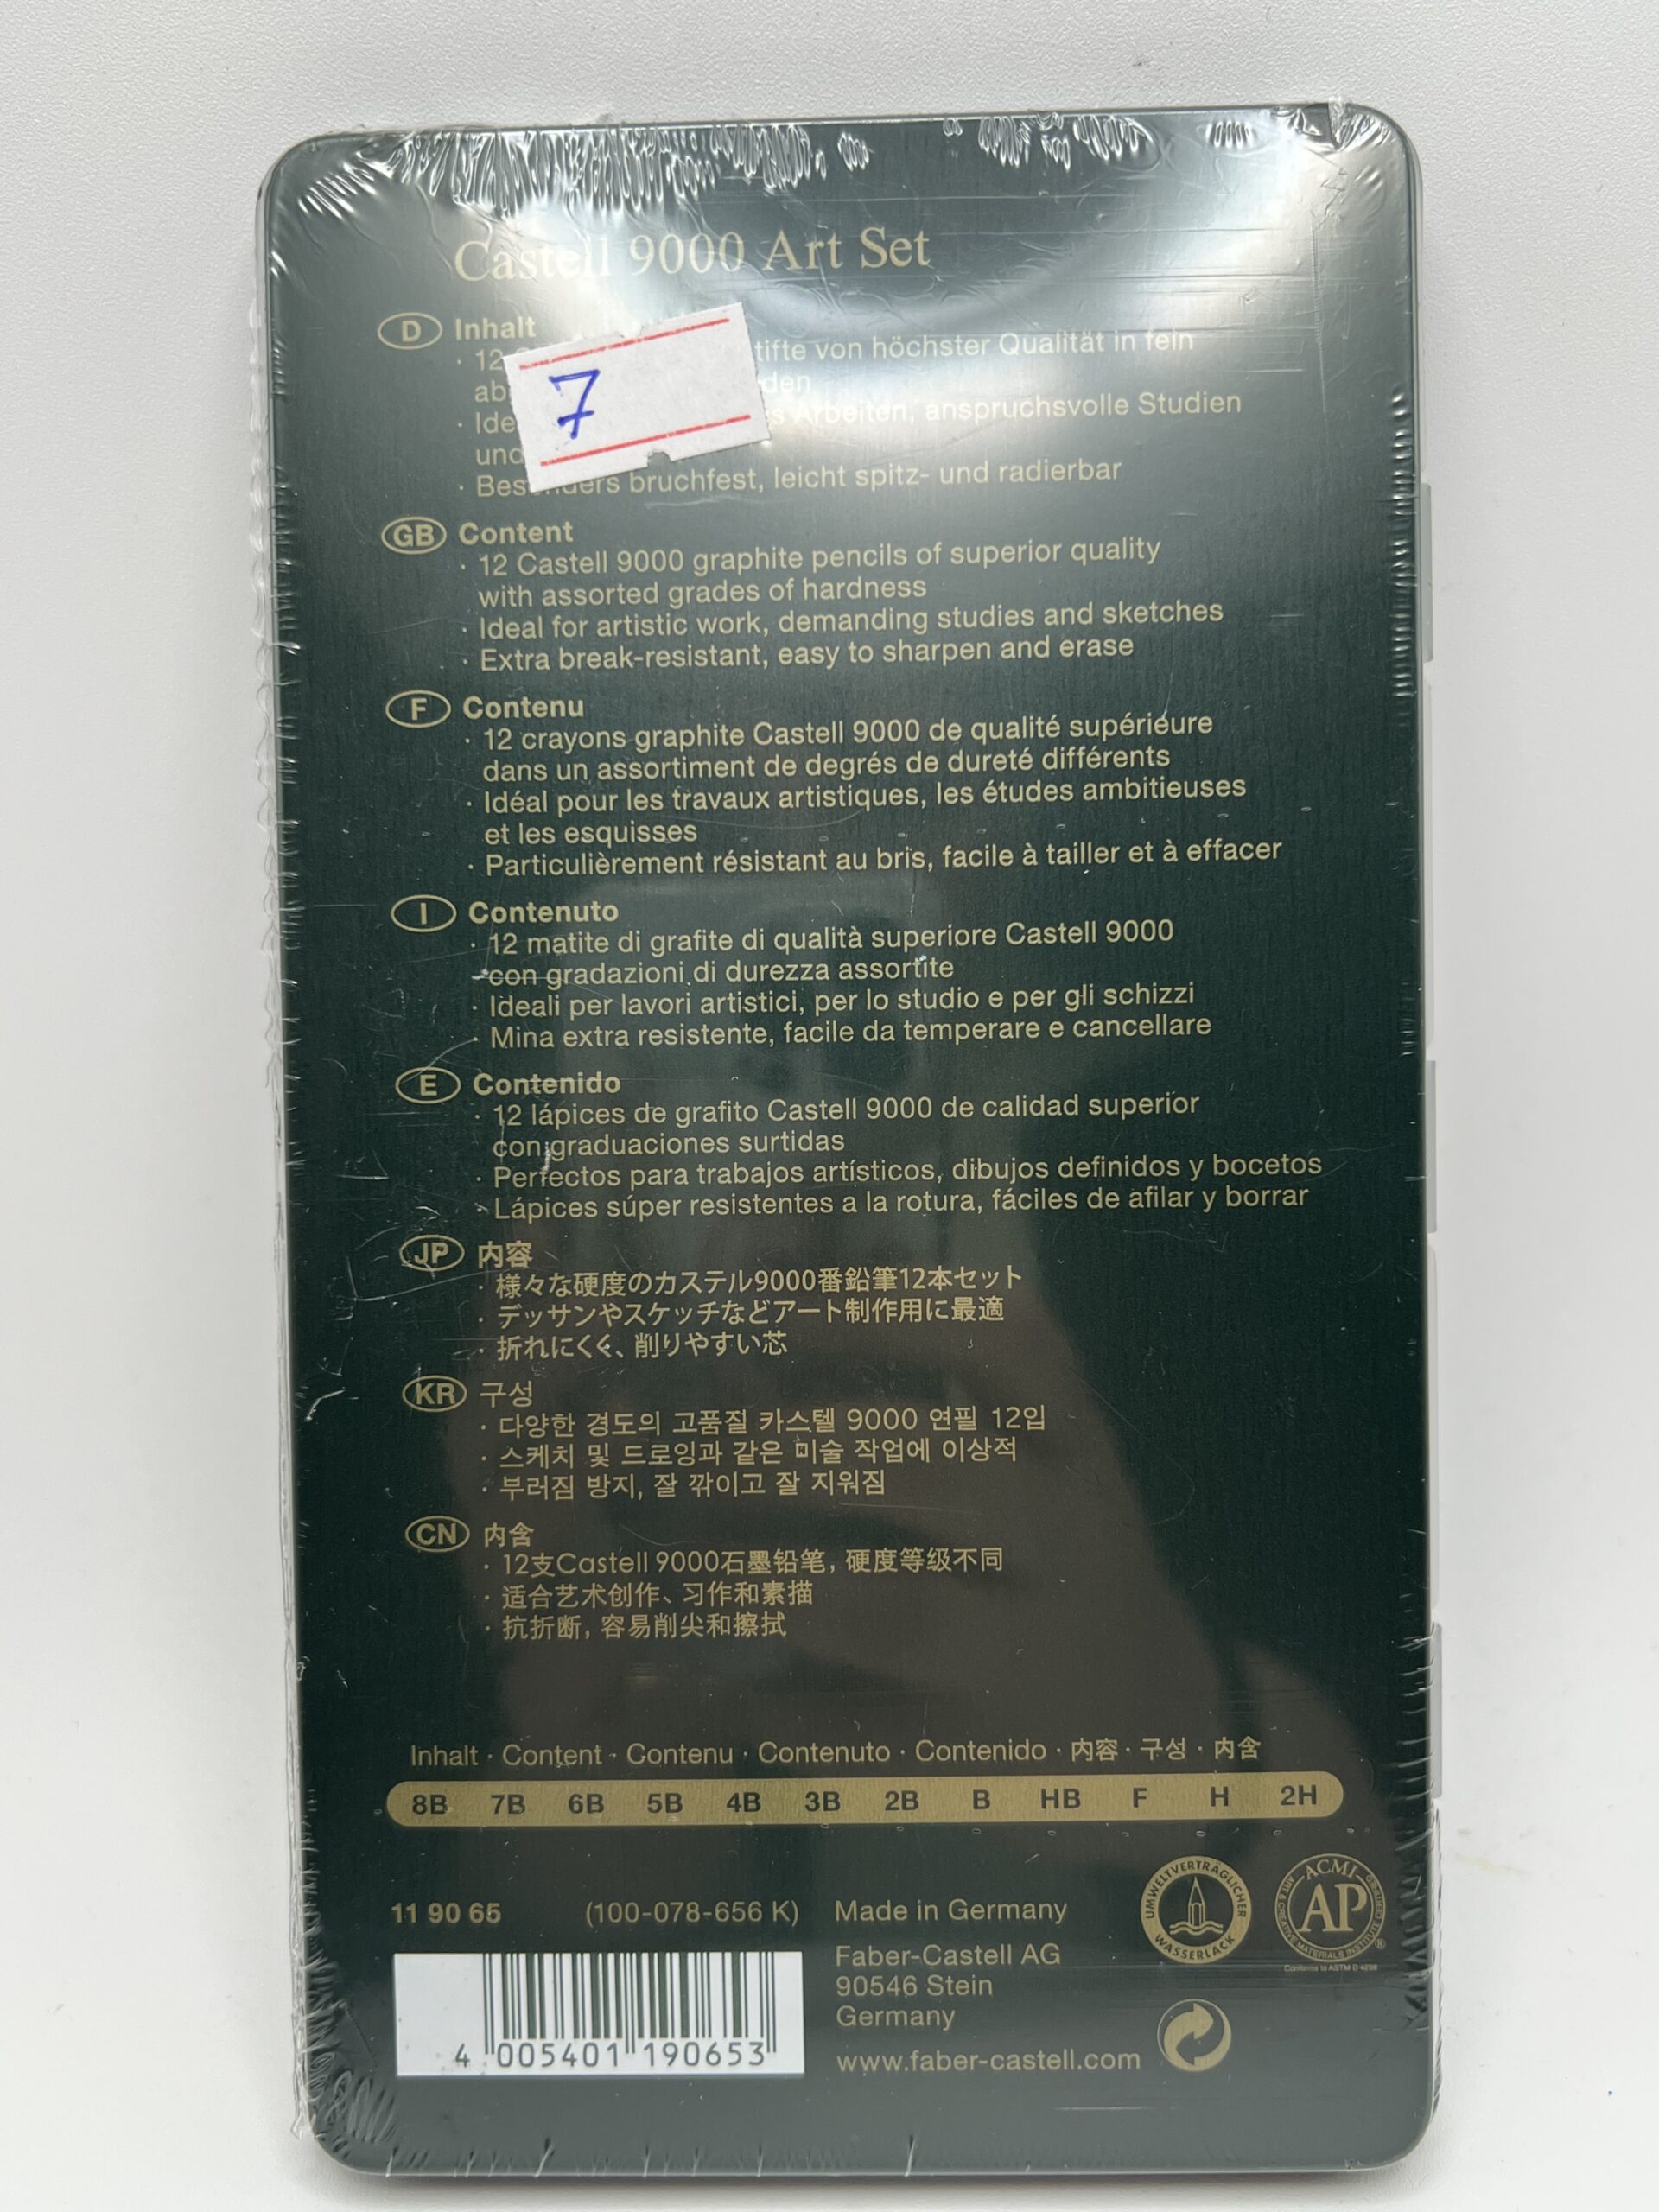 Castell 9000 Art Set
D Inhalt
7
· 12 tifte von höchster Qualität in fein
ab den
· Ide s Arbeiten, anspruchsvolle Studien
und
· Besonders bruchfest, leicht spitz- und radierbar
GB Content
· 12 Castell 9000 graphite pencils of superior quality
with assorted grades of hardness
· Ideal for artistic work, demanding studies and sketches
· Extra break-resistant, easy to sharpen and erase
F Contenu
· 12 crayons graphite Castell 9000 de qualité supérieure
dans un assortiment de degrés de dureté différents
· Idéal pour les travaux artistiques, les études ambitieuses
et les esquisses
· Particulièrement résistant au bris, facile à tailler et à effacer
I Contenuto
· 12 matite di grafite di qualità superiore Castell 9000
con gradazioni di durezza assortite
· Ideali per lavori artistici, per lo studio e per gli schizzi
· Mina extra resistente, facile da temperare e cancellare
E Contenido
· 12 lápices de grafito Castell 9000 de calidad superior
con graduaciones surtidas
· Perfectos para trabajos artísticos, dibujos definidos y bocetos
· Lápices súper resistentes a la rotura, fáciles de afilar y borrar
JP 内容
· 様々な硬度のカステル9000番鉛筆12本セット
· デッサンやスケッチなどアート制作用に最適
· 折れにくく、削りやすい芯
KR 구성
· 다양한 경도의 고품질 카스텔 9000 연필 12입
· 스케치 및 드로잉과 같은 미술 작업에 이상적
· 부러짐 방지, 잘 깎이고 잘 지워짐
CN 内含
· 12支Castell 9000石墨铅笔, 硬度等级不同
· 适合艺术创作、习作和素描
· 抗折断, 容易削尖和擦拭
Inhalt · Content · Contenu · Contenuto · Contenido · 内容 · 구성 · 内含
8B 7B 6B 5B 4B 3B 2B B HB F H 2H
11 90 65 (100-078-656 K) Made in Germany
Faber-Castell AG
90546 Stein
Germany
www.faber-castell.com
4 005401 190653
UMWELTVERTRÄGLICHER WASSERLACK
ACMI
AP
ART & CREATIVE MATERIALS INSTITUTE CERTIFIED
Conforms to ASTM D 4236